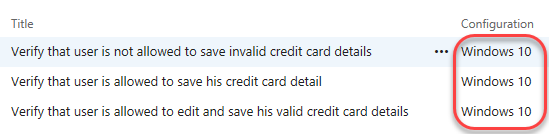 Title Configuration
Verify that user is not allowed to save invalid credit card details ••• Windows 10
Verify that user is allowed to save his credit card detail Windows 10
Verify that user is allowed to edit and save his valid credit card details Windows 10